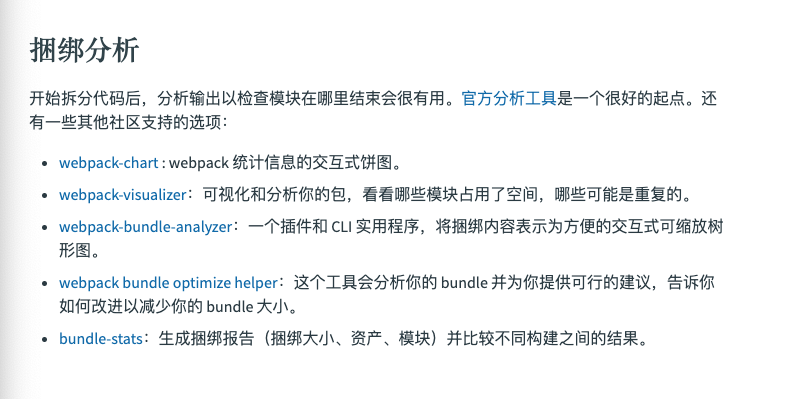 捆绑分析
开始拆分代码后，分析输出以检查模块在哪里结束会很有用。官方分析工具是一个很好的起点。还
有一些其他社区支持的选项：
webpack-chart : webpack 统计信息的交互式饼图。
webpack-visualizer：可视化和分析你的包，看看哪些模块占用了空间，哪些可能是重复的。
webpack-bundle-analyzer：一个插件和 CLI 实用程序，将捆绑内容表示为方便的交互式可缩放树
形图。
webpack bundle optimize helper：这个工具会分析你的 bundle 并为你提供可行的建议，告诉你
如何改进以减少你的 bundle 大小。
bundle-stats：生成捆绑报告（捆绑大小、资产、模块）并比较不同构建之间的结果。